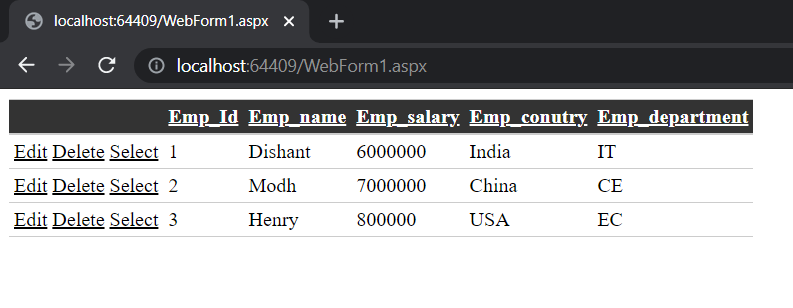 localhost:64409/WebForm1.aspx
localhost:64409/WebForm1.aspx
Emp_Id Emp_name Emp_salary Emp_conutry Emp_department
Edit Delete Select 1 Dishant 6000000 India IT
Edit Delete Select 2 Modh 7000000 China CE
Edit Delete Select 3 Henry 800000 USA EC